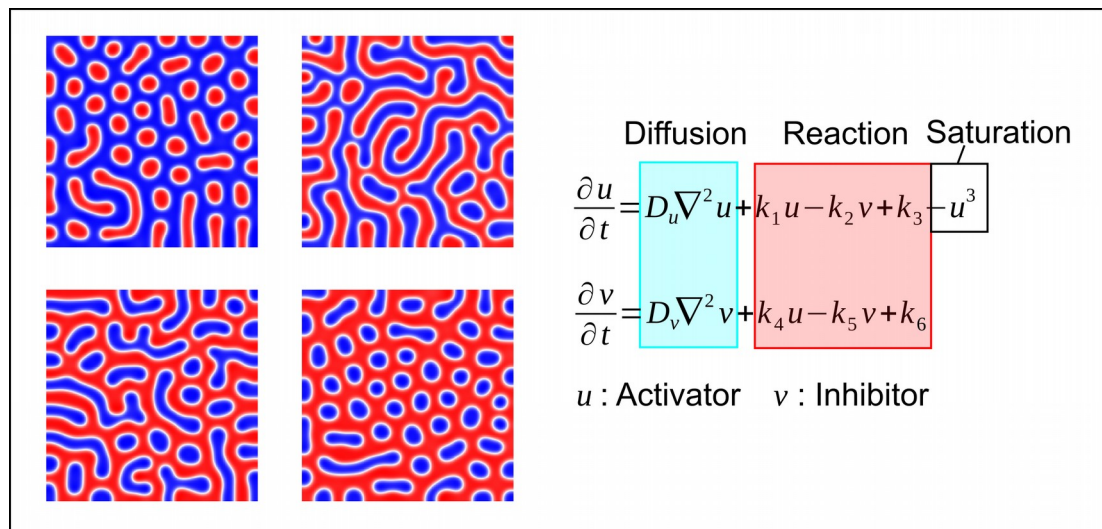 Diffusion Reaction Saturation
∂u/∂t = D_u∇²u + k₁u − k₂v + k₃ − u³
∂v/∂t = D_v∇²v + k₄u − k₅v + k₆
u : Activator v : Inhibitor